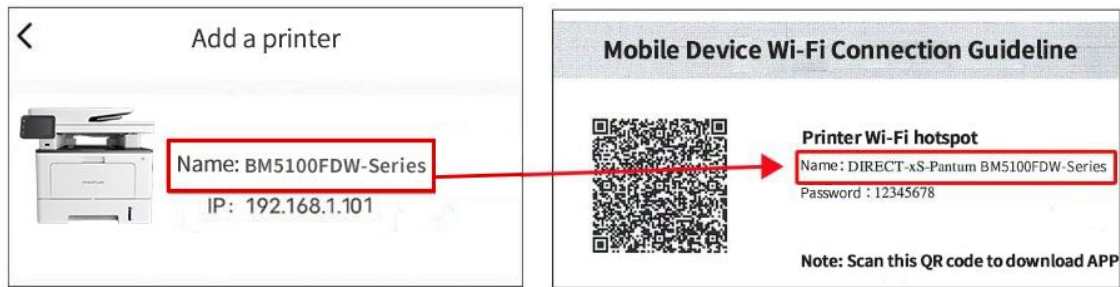 Add a printer
Name: BM5100FDW-Series
IP: 192.168.1.101
Mobile Device Wi-Fi Connection Guideline
Printer Wi-Fi hotspot
Name: DIRECT-xS-Pantum BM5100FDW-Series
Password : 12345678
Note: Scan this QR code to download APP